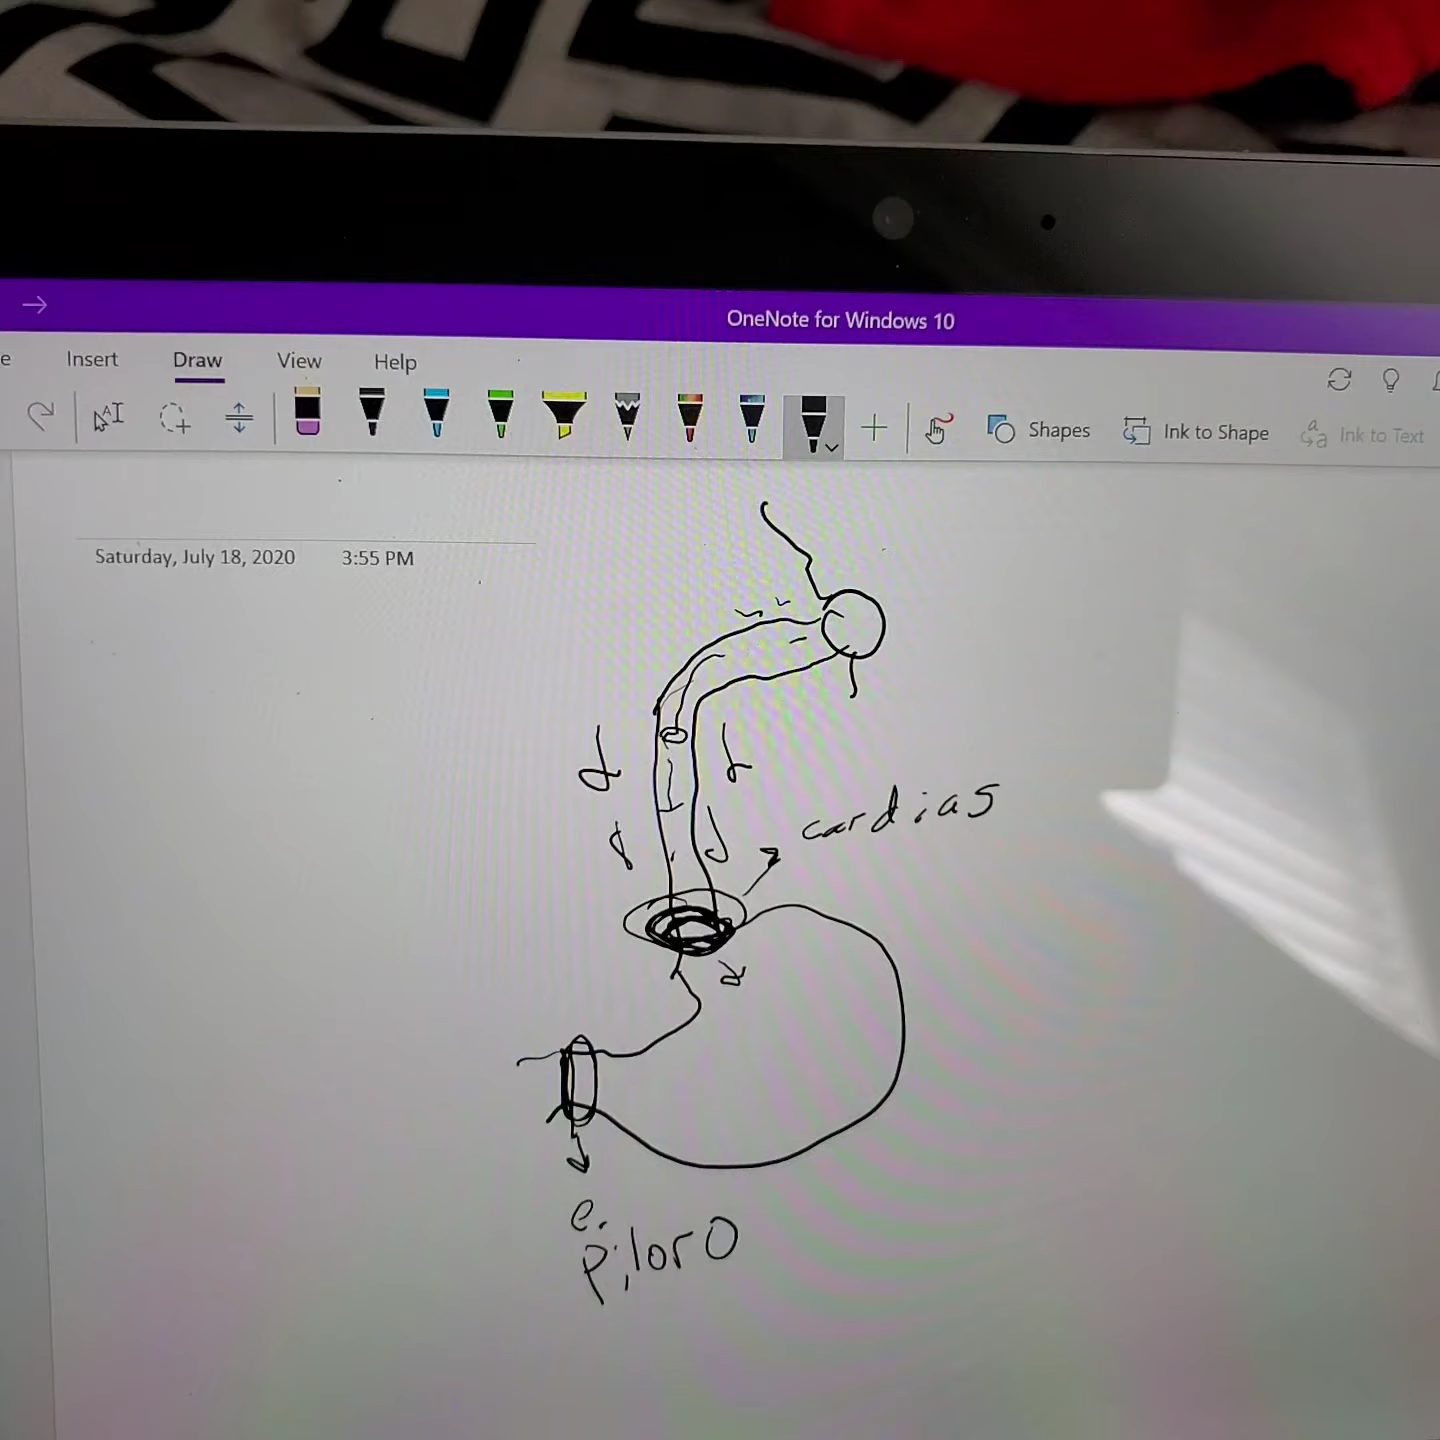 OneNote for Windows 10
e Insert Draw View Help
Shapes Ink to Shape Ink to Text
Saturday, July 18, 2020 3:55 PM
cardias
e.
piloro